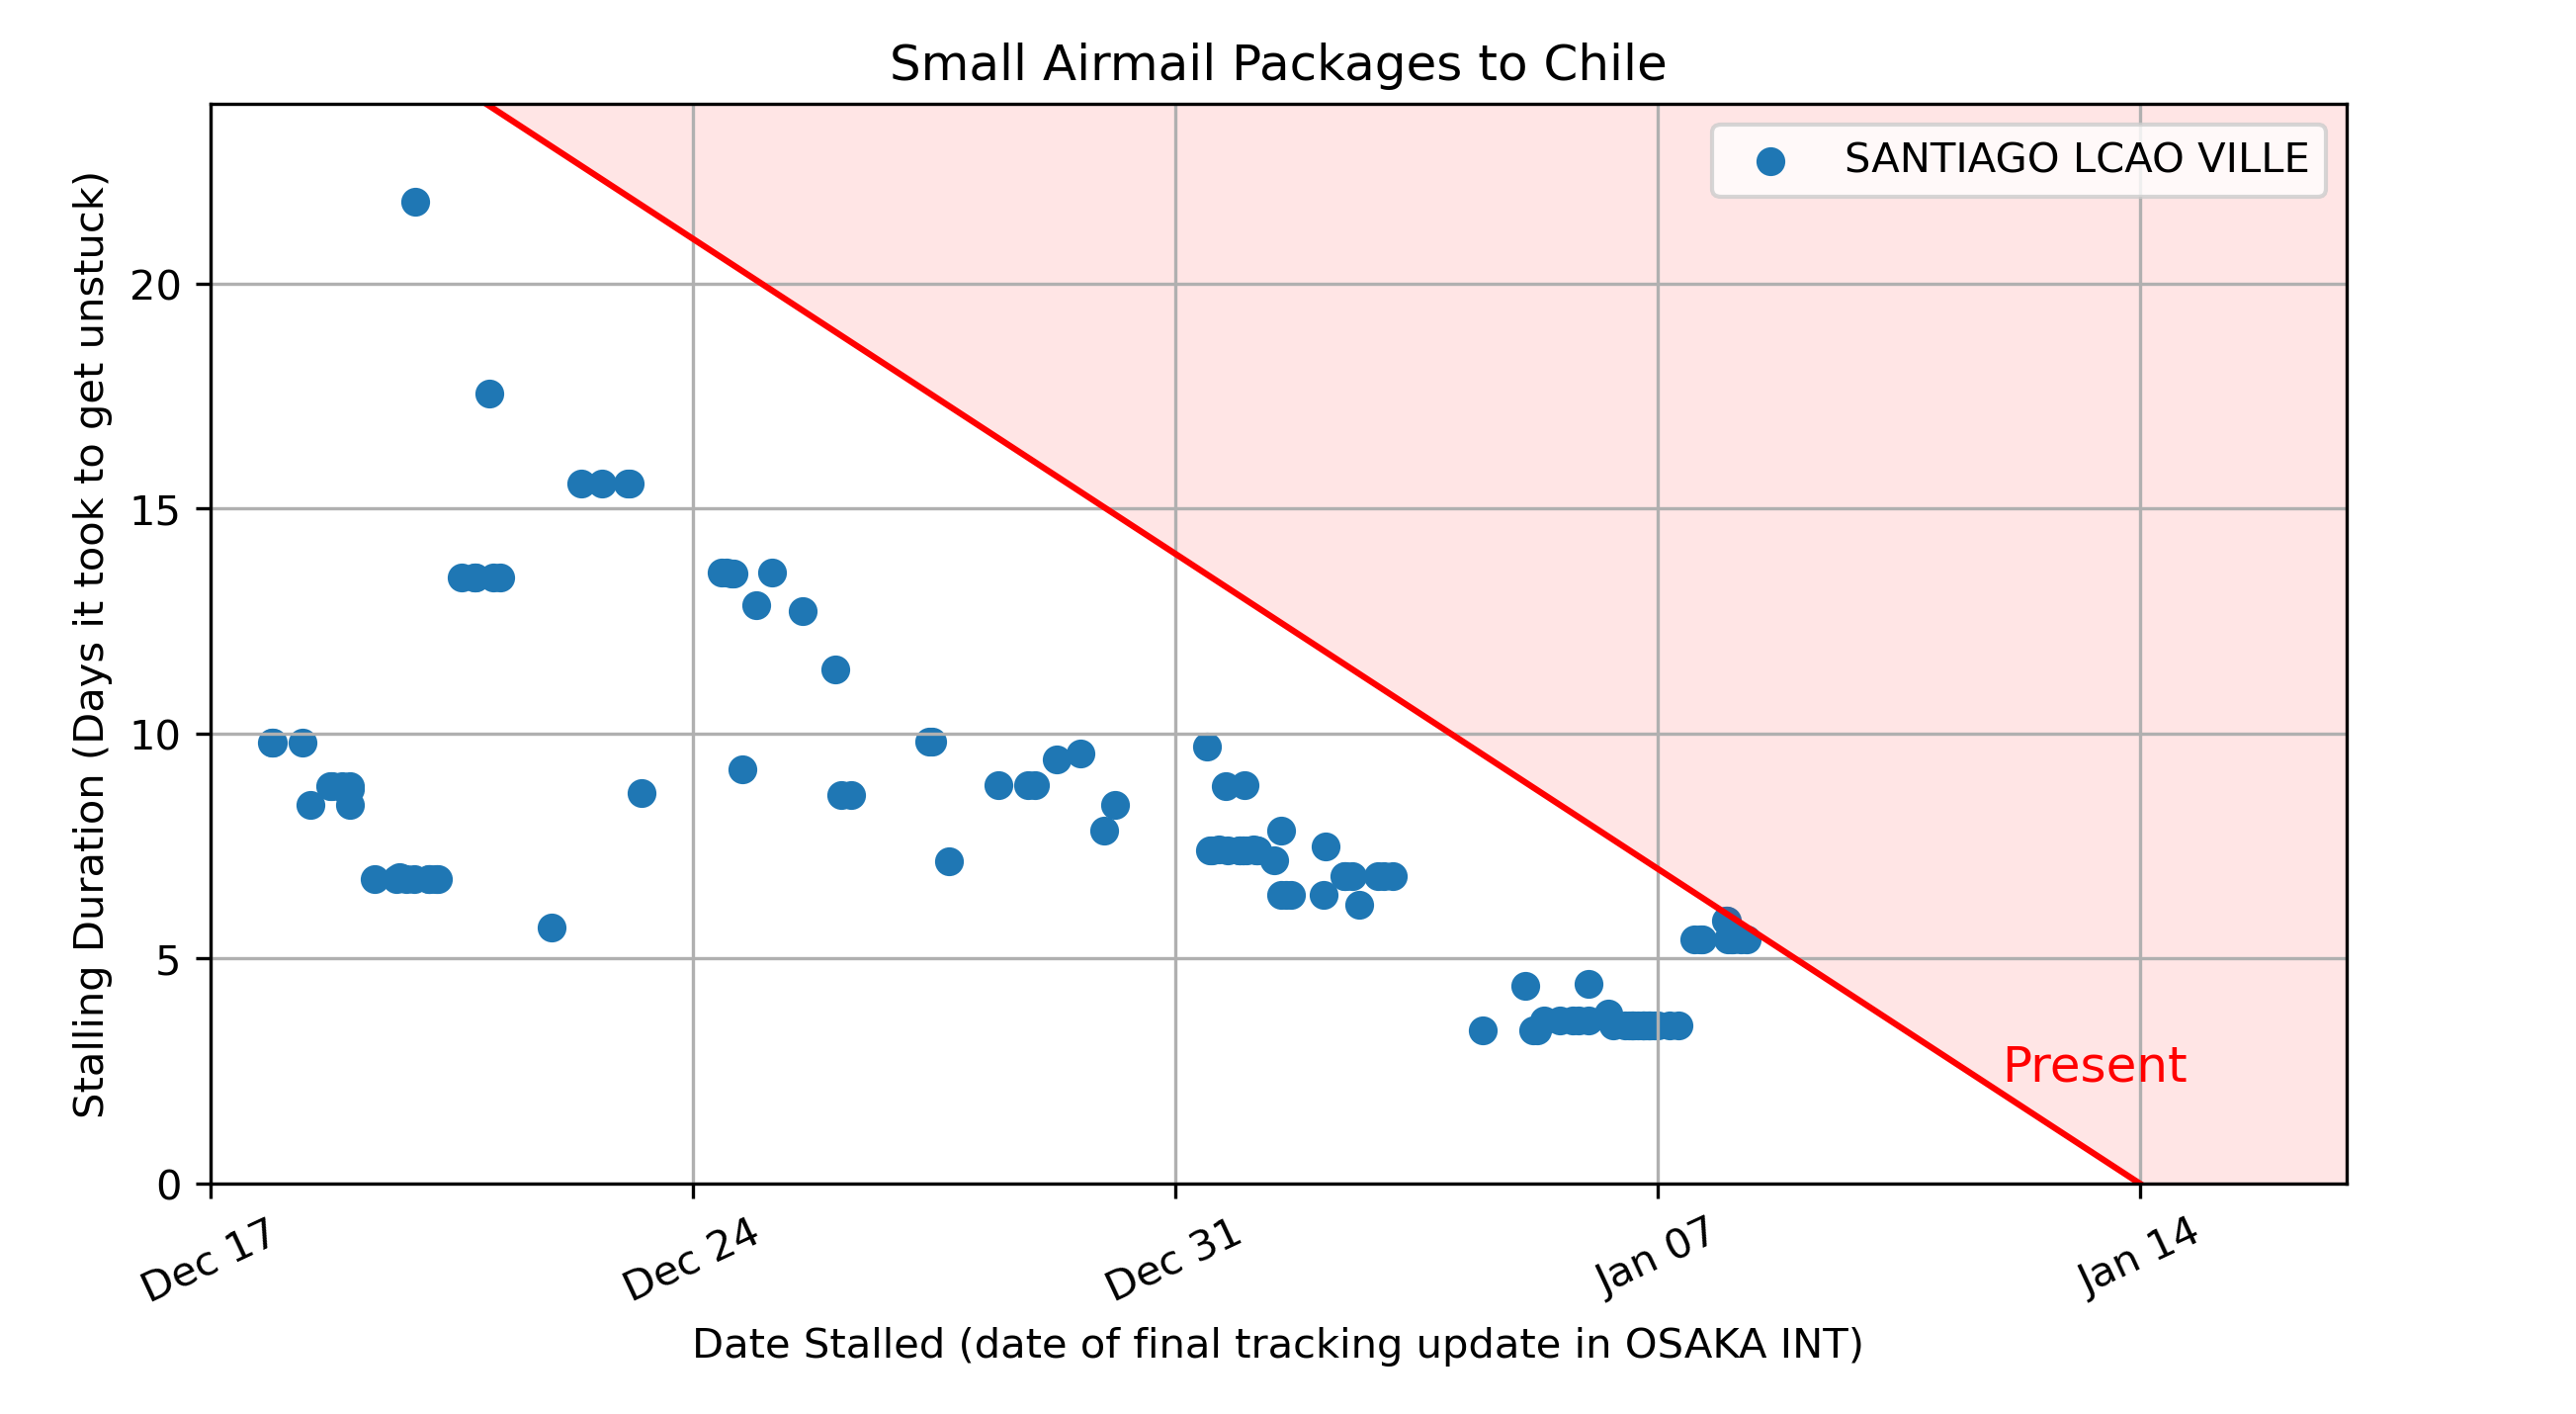 Small Airmail Packages to Chile
SANTIAGO LCAO VILLE
Stalling Duration (Days it took to get unstuck)
20
15
10
5
0
Present
Dec 17
Dec 24
Dec 31
Jan 07
Jan 14
Date Stalled (date of final tracking update in OSAKA INT)